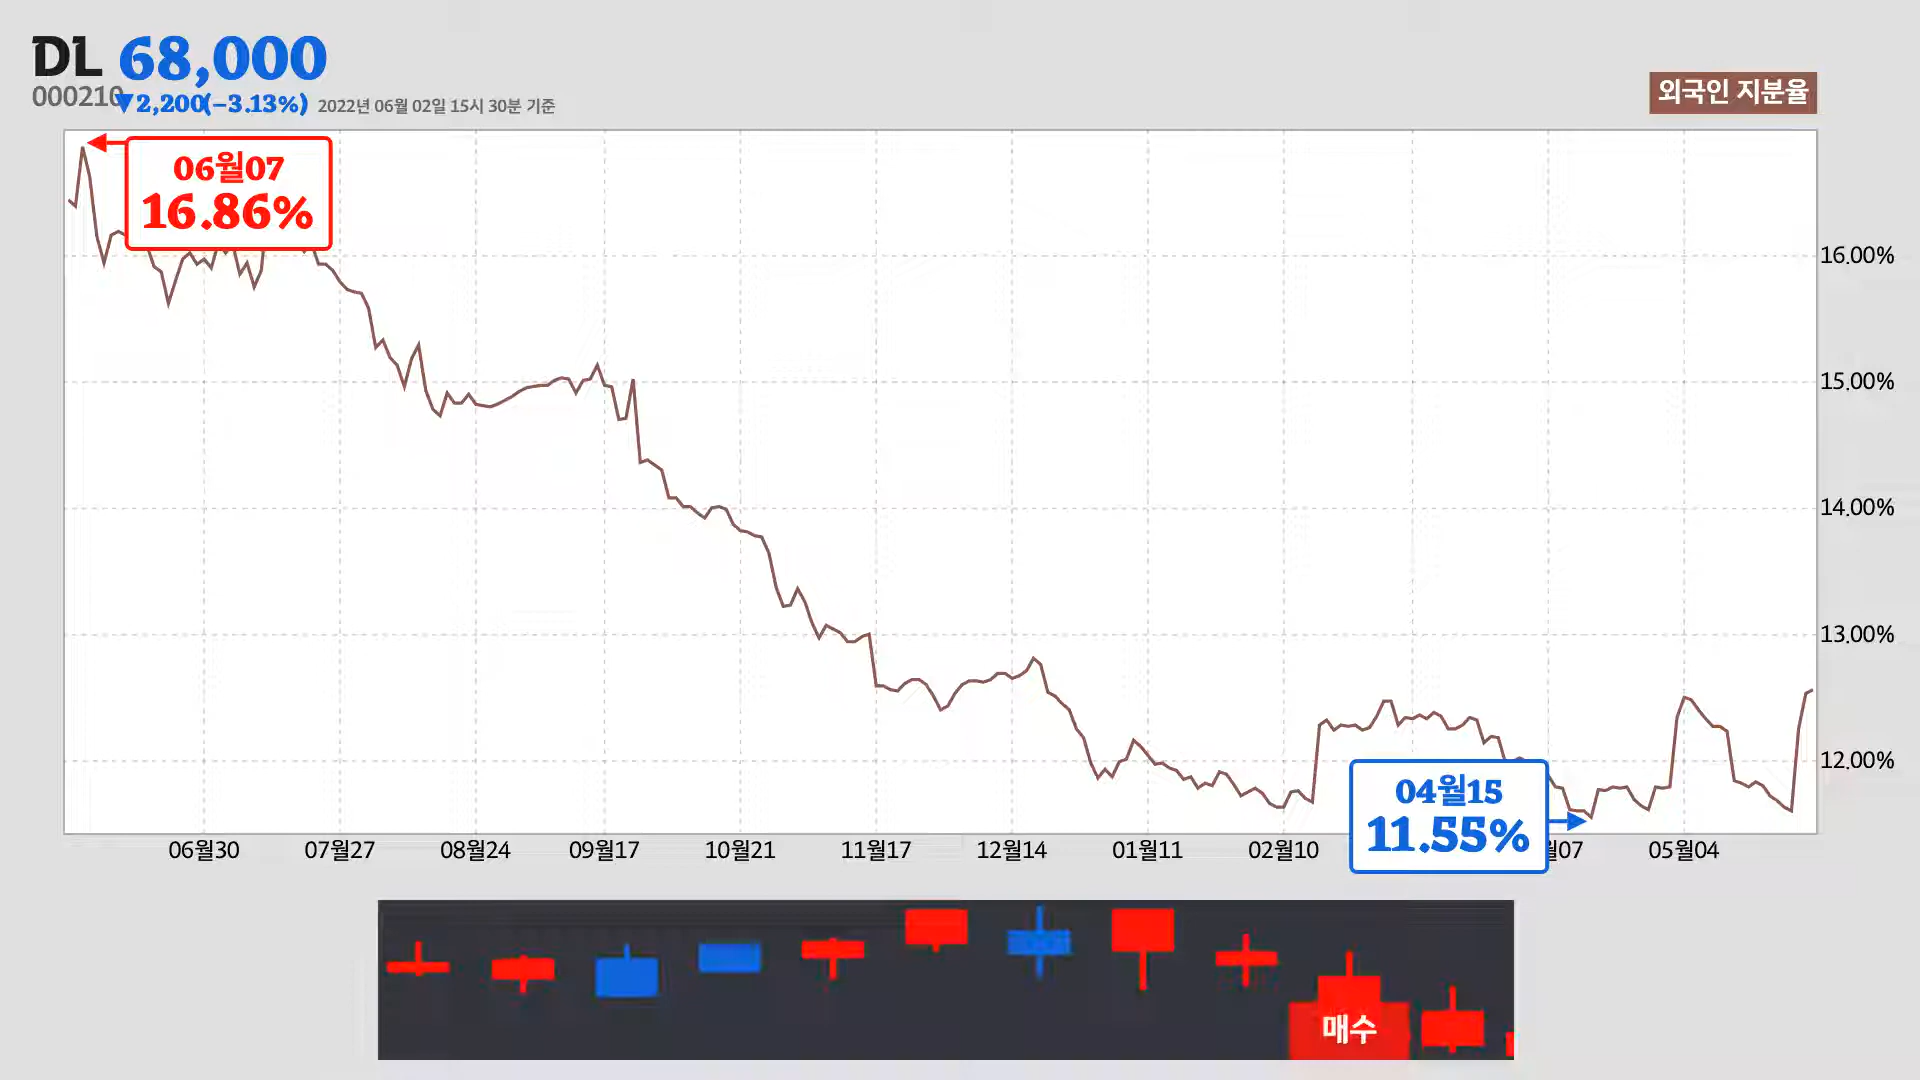 DL 68,000
000210 ▼2,200(-3.13%) 2022년 06월 02일 15시 30분 기준
외국인 지분율
06월07
16.86%
16.00%
15.00%
14.00%
13.00%
12.00%
04월15
11.55%
06월30 07월27 08월24 09월17 10월21 11월17 12월14 01월11 02월10 월07 05월04
매수